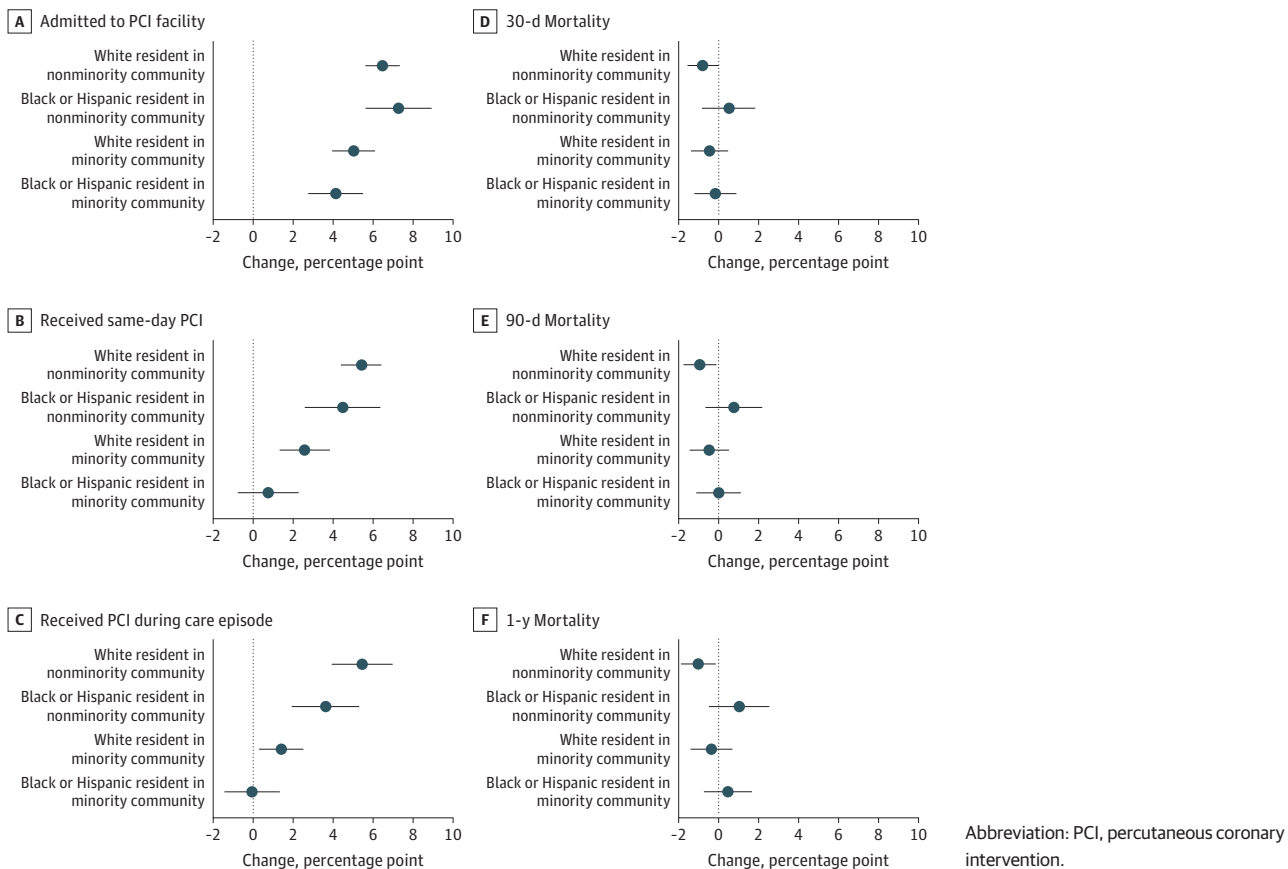 A Admitted to PCI facility
White resident in
nonminority community
Black or Hispanic resident in
nonminority community
White resident in
minority community
Black or Hispanic resident in
minority community
-2 0 2 4 6 8 10
Change, percentage point
B Received same-day PCI
White resident in
nonminority community
Black or Hispanic resident in
nonminority community
White resident in
minority community
Black or Hispanic resident in
minority community
-2 0 2 4 6 8 10
Change, percentage point
C Received PCI during care episode
White resident in
nonminority community
Black or Hispanic resident in
nonminority community
White resident in
minority community
Black or Hispanic resident in
minority community
-2 0 2 4 6 8 10
Change, percentage point
D 30-d Mortality
White resident in
nonminority community
Black or Hispanic resident in
nonminority community
White resident in
minority community
Black or Hispanic resident in
minority community
-2 0 2 4 6 8 10
Change, percentage point
E 90-d Mortality
White resident in
nonminority community
Black or Hispanic resident in
nonminority community
White resident in
minority community
Black or Hispanic resident in
minority community
-2 0 2 4 6 8 10
Change, percentage point
F 1-y Mortality
White resident in
nonminority community
Black or Hispanic resident in
nonminority community
White resident in
minority community
Black or Hispanic resident in
minority community
-2 0 2 4 6 8 10
Change, percentage point
Abbreviation: PCI, percutaneous coronary
intervention.